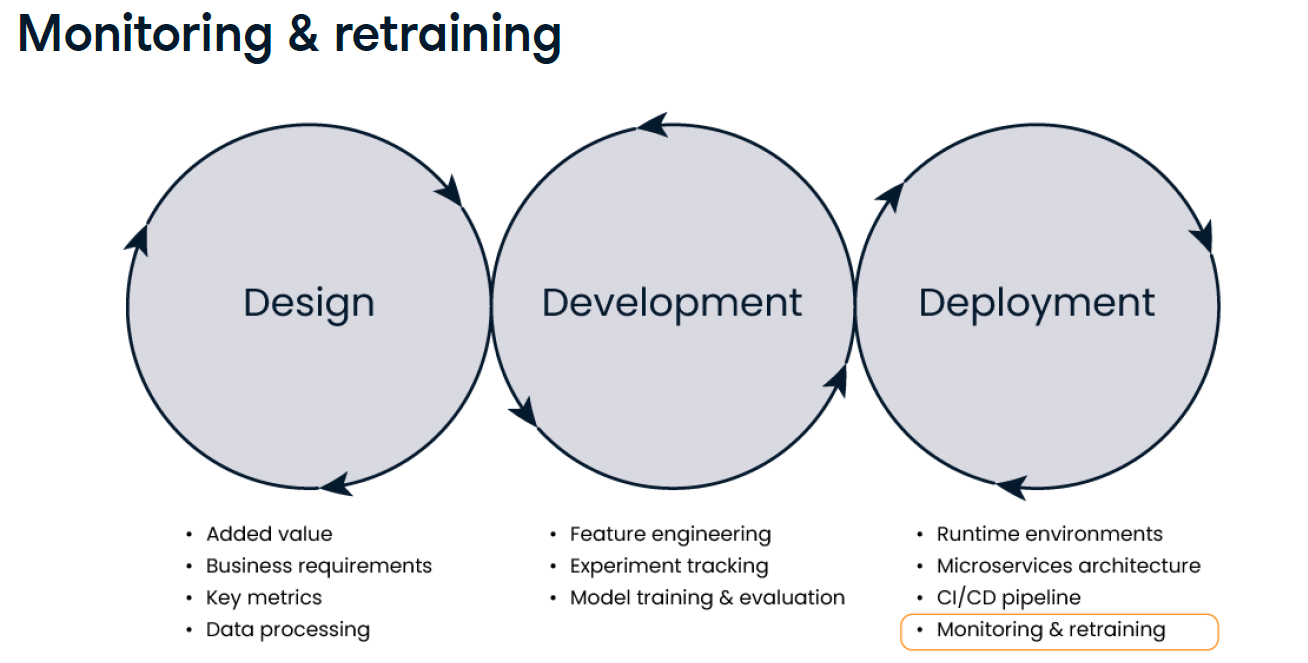 Monitoring & retraining
Design
Development
Deployment
• Added value
• Business requirements
• Key metrics
• Data processing
• Feature engineering
• Experiment tracking
• Model training & evaluation
• Runtime environments
• Microservices architecture
• CI/CD pipeline
• Monitoring & retraining